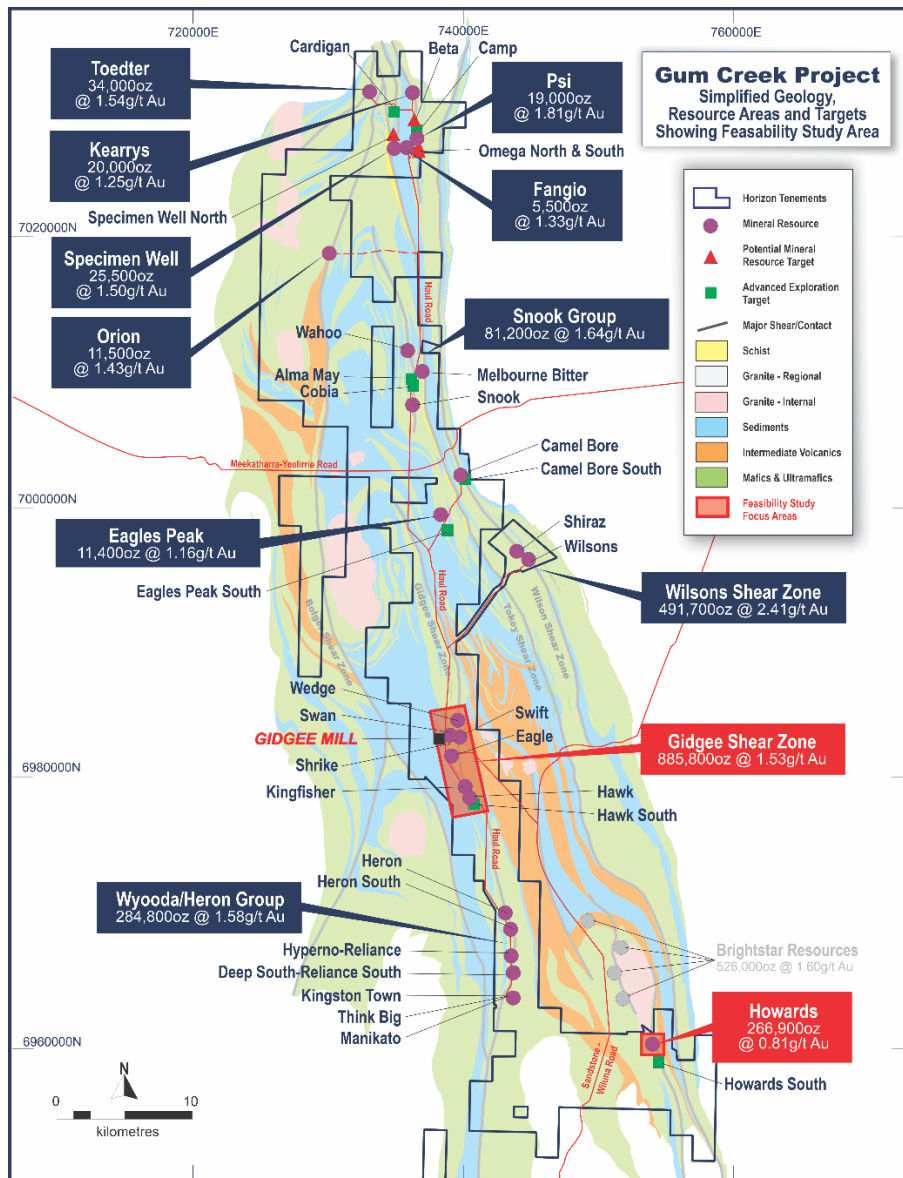 720000E
740000E
760000E
Cardigan
Beta
Camp
Toedter
34,000oz
@ 1.54g/t Au
Psi
19,000oz
@ 1.81g/t Au
Gum Creek Project
Simplified Geology,
Resource Areas and Targets
Showing Feasability Study Area
Kearrys
20,000oz
@ 1.25g/t Au
Omega North & South
Fangio
5,500oz
@ 1.33g/t Au
Specimen Well North
7020000N
Specimen Well
25,500oz
@ 1.50g/t Au
Orion
11,500oz
@ 1.43g/t Au
Haul Road
Snook Group
81,200oz @ 1.64g/t Au
Wahoo
Alma May
Cobia
Melbourne Bitter
Snook
Horizon Tenements
Mineral Resource
Potential Mineral
Resource Target
Advanced Exploration
Target
Major Shear/Contact
Schist
Granite - Regional
Granite - Internal
Sediments
Intermediate Volcanics
Mafics & Ultramafics
Feasibility Study
Focus Areas
Meekatharra-Yeelirrie Road
Camel Bore
Camel Bore South
7000000N
7000000N
Eagles Peak
11,400oz @ 1.16g/t Au
Eagles Peak South
Shiraz
Wilsons
Wilsons Shear Zone
491,700oz @ 2.41g/t Au
Haul Road
Gidgee Shear Zone
Bolger Shear Zone
Tokey Shear Zone
Wilson Shear Zone
Wedge
Swan
GIDGEE MILL
Shrike
Kingfisher
Swift
Eagle
Gidgee Shear Zone
885,800oz @ 1.53g/t Au
6980000N
6980000N
Hawk
Hawk South
Haul Road
Heron
Heron South
Wyooda/Heron Group
284,800oz @ 1.58g/t Au
Hyperno-Reliance
Deep South-Reliance South
Kingston Town
Think Big
Manikato
Brightstar Resources
526,000oz @ 1.60g/t Au
Howards
266,900oz
@ 0.81g/t Au
6960000N
Howards South
Sandstone -
Wiluna Road
N
0
10
kilometres
720000E
740000E
760000E